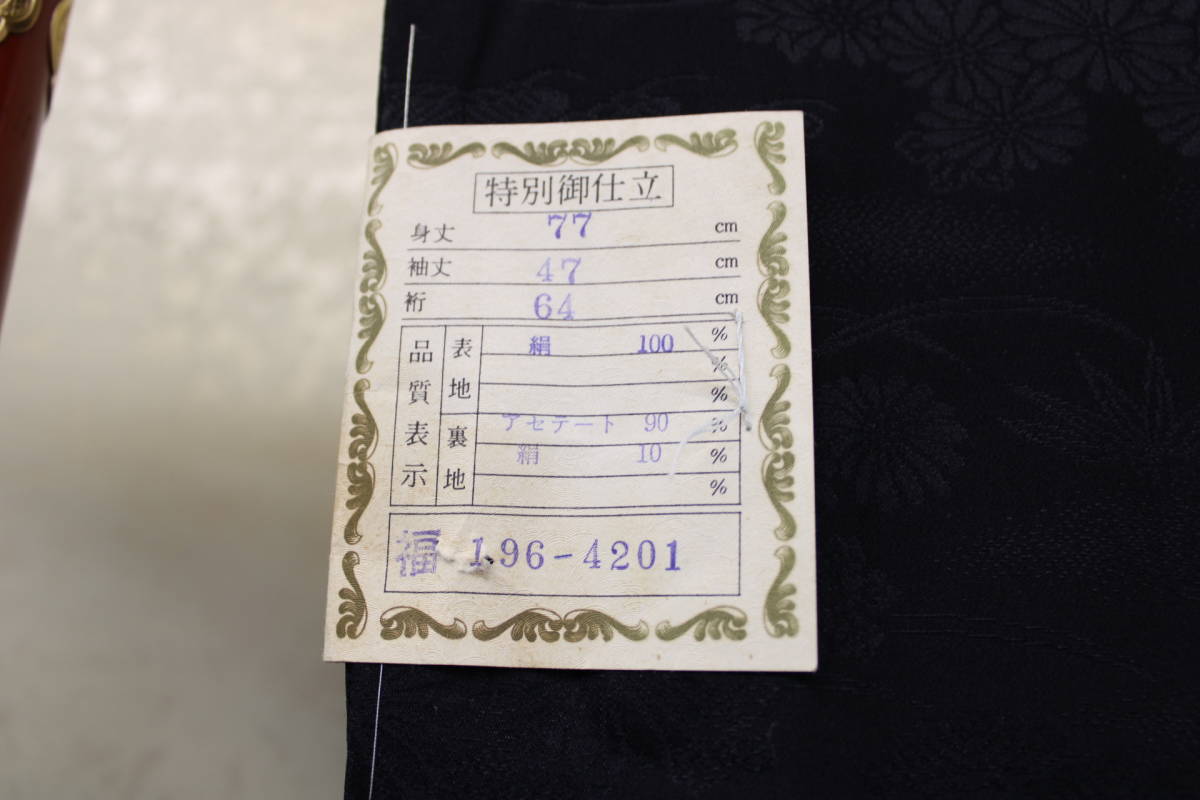 特別御仕立
身丈 77 cm
袖丈 47 cm
裄 64 cm
品質表示
表地 絹 100 %
%
%
裏地 アセテート 90 %
絹 10 %
%
福 196-4201